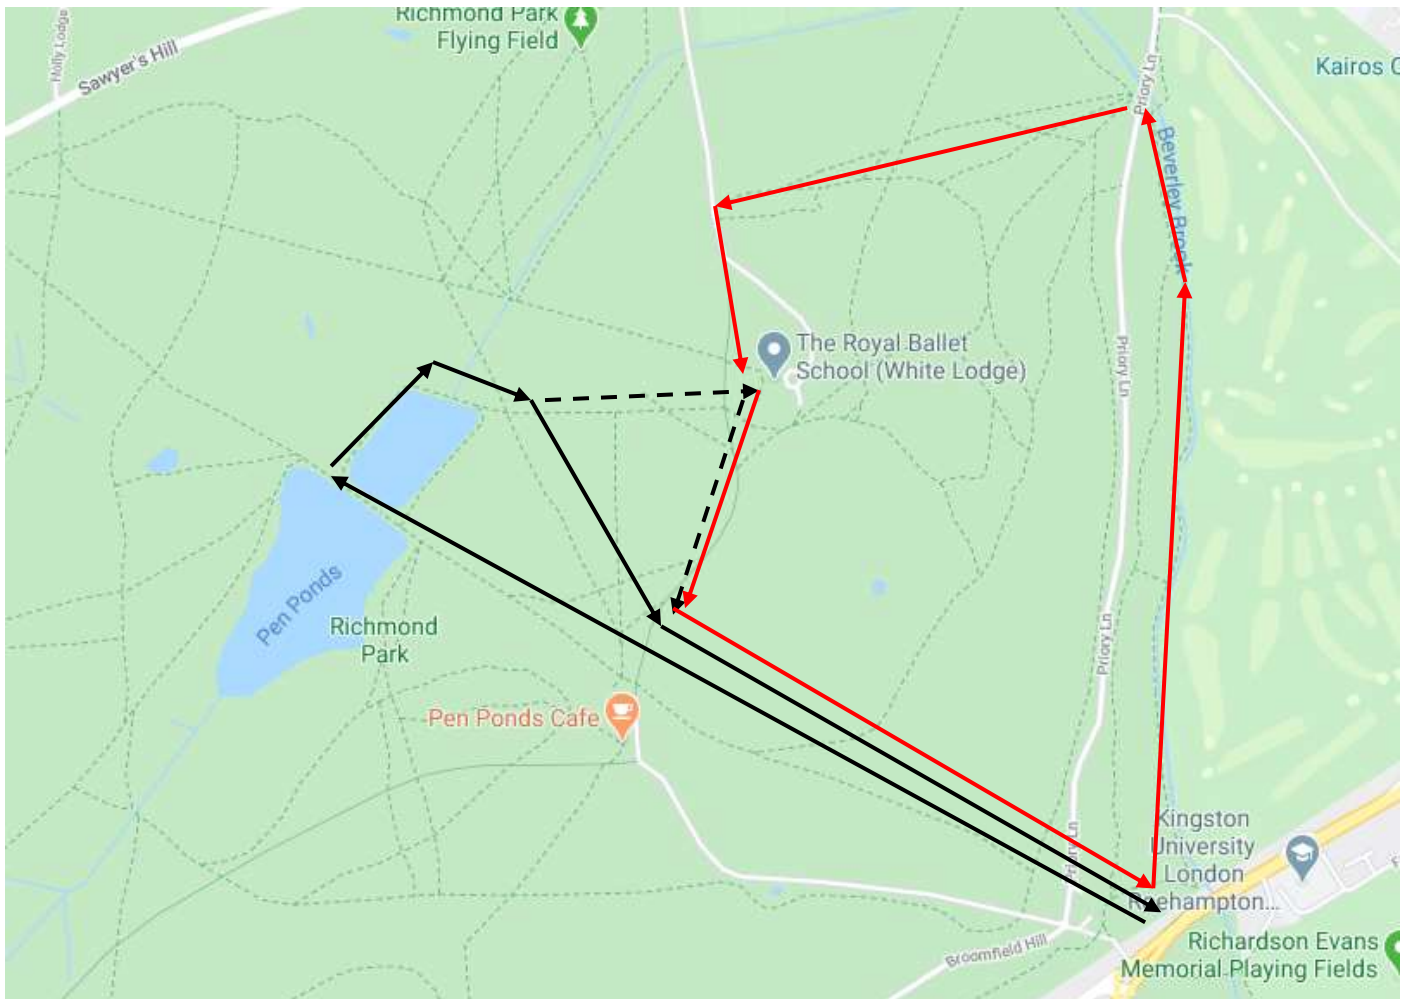 Richmond Park
Flying Field
Holly Lodge
Sawyer's Hill
Kairos
Priory Ln
Beverley Brook
The Royal Ballet
School (White Lodge)
Priory Ln
Pen Ponds
Richmond
Park
Priory Ln
Pen Ponds Cafe
Priory Ln
Kingston
University
London
Roehampton...
Broomfield Hill
Richardson Evans
Memorial Playing Fields